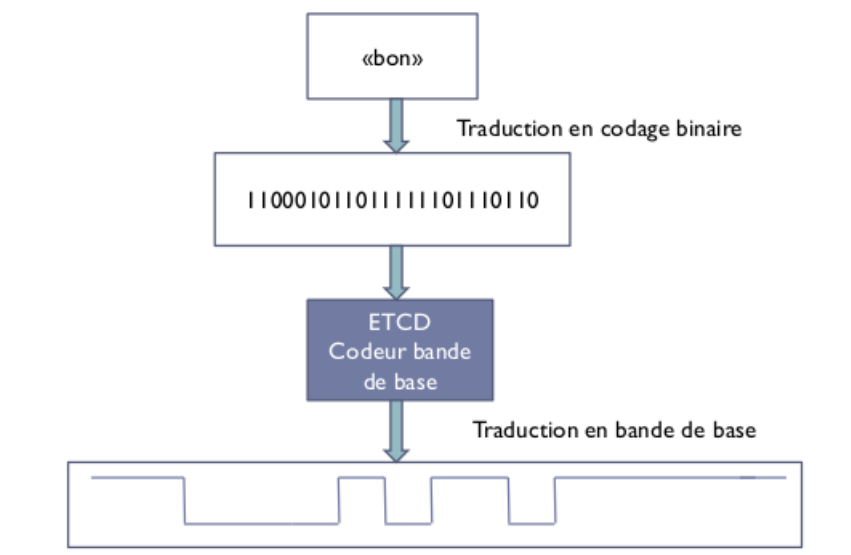 «bon»
Traduction en codage binaire
110001011011111101110110
ETCD
Codeur bande
de base
Traduction en bande de base